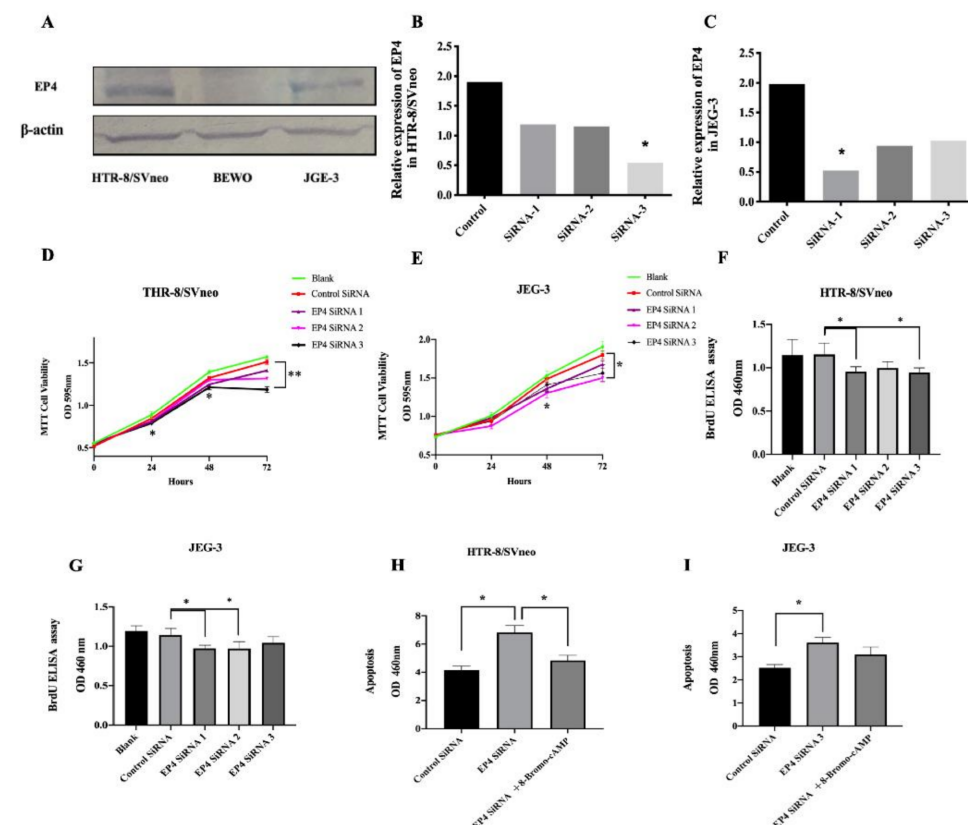 A
EP4
β-actin
HTR-8/SVneo BEWO JGE-3
B
Relative expression of EP4
in HTR-8/SVneo
2.5
2.0
1.5
1.0
0.5
0.0
*
Control
SiRNA-1
SiRNA-2
SiRNA-3
C
Relative expression of EP4
in JEG-3
2.5
2.0
1.5
1.0
0.5
0.0
*
Control
SiRNA-1
SiRNA-2
SiRNA-3
D
THR-8/SVneo
Blank
Control SiRNA
EP4 SiRNA 1
EP4 SiRNA 2
EP4 SiRNA 3
MTT Cell Viability
OD 595nm
2.0
1.5
1.0
0.5
**
*
*
0 24 48 72
Hours
E
JEG-3
Blank
Control SiRNA
EP4 SiRNA 1
EP4 SiRNA 2
EP4 SiRNA 3
MTT Cell Viability
OD 595nm
2.0
1.5
1.0
0.5
*
*
0 24 48 72
Hours
F
HTR-8/SVneo
BrdU ELISA assay
OD 460nm
1.5
1.0
0.5
0.0
* *
Blank
Control SiRNA
EP4 SiRNA 1
EP4 SiRNA 2
EP4 SiRNA 3
G
JEG-3
BrdU ELISA assay
OD 460 nm
1.5
1.0
0.5
0.0
* *
Blank
Control SiRNA
EP4 SiRNA 1
EP4 SiRNA 2
EP4 SiRNA 3
H
HTR-8/SVneo
Apoptosis
OD 460nm
8
6
4
2
0
* *
Control SiRNA
EP4 SiRNA
EP4 SiRNA +8-Bromo-cAMP
I
JEG-3
Apoptosis
OD 460nm
5
4
3
2
1
0
*
Control SiRNA
EP4 SiRNA 3
EP4 SiRNA +8-Bromo-cAMP